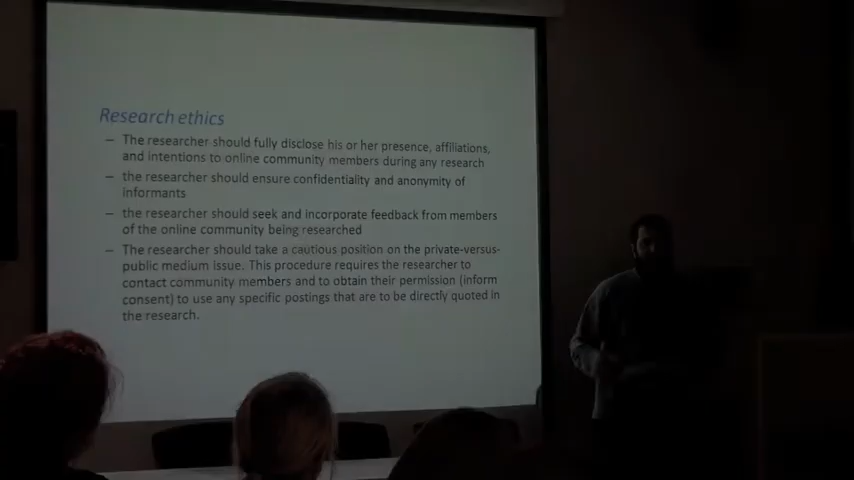 Research ethics
– The researcher should fully disclose his or her presence, affiliations,
and intentions to online community members during any research
– the researcher should ensure confidentiality and anonymity of
informants
– the researcher should seek and incorporate feedback from members
of the online community being researched
– The researcher should take a cautious position on the private-versus-
public medium issue. This procedure requires the researcher to
contact community members and to obtain their permission (inform
consent) to use any specific postings that are to be directly quoted in
the research.